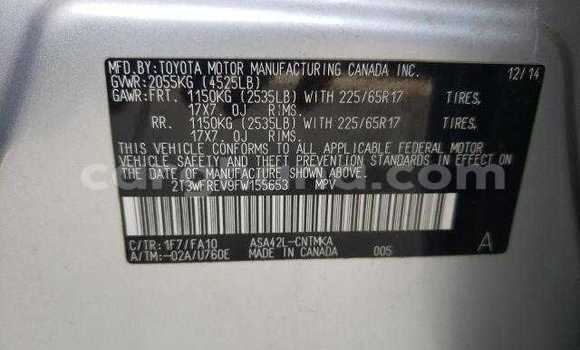 MFD.BY:TOYOTA MOTOR MANUFACTURING CANADA INC.
GVWR:2055KG (4525LB) 12/14
GAWR:FRT. 1150KG (2535LB) WITH 225/65R17 TIRES,
17X7.0J RIMS.
RR. 1150KG (2535LB) WITH 225/65R17 TIRES,
17X7.0J RIMS.
THIS VEHICLE CONFORMS TO ALL APPLICABLE FEDERAL MOTOR
VEHICLE SAFETY AND THEFT PREVENTION STANDARDS IN EFFECT ON
THE DATE OF MANUFACTURE SHOWN ABOVE.
2T3WFREV9FW155653 MPV
C/TR:1F7/FA10 ASA42L-CNTMKA
A/TM:-02A/U760E MADE IN CANADA 005 A